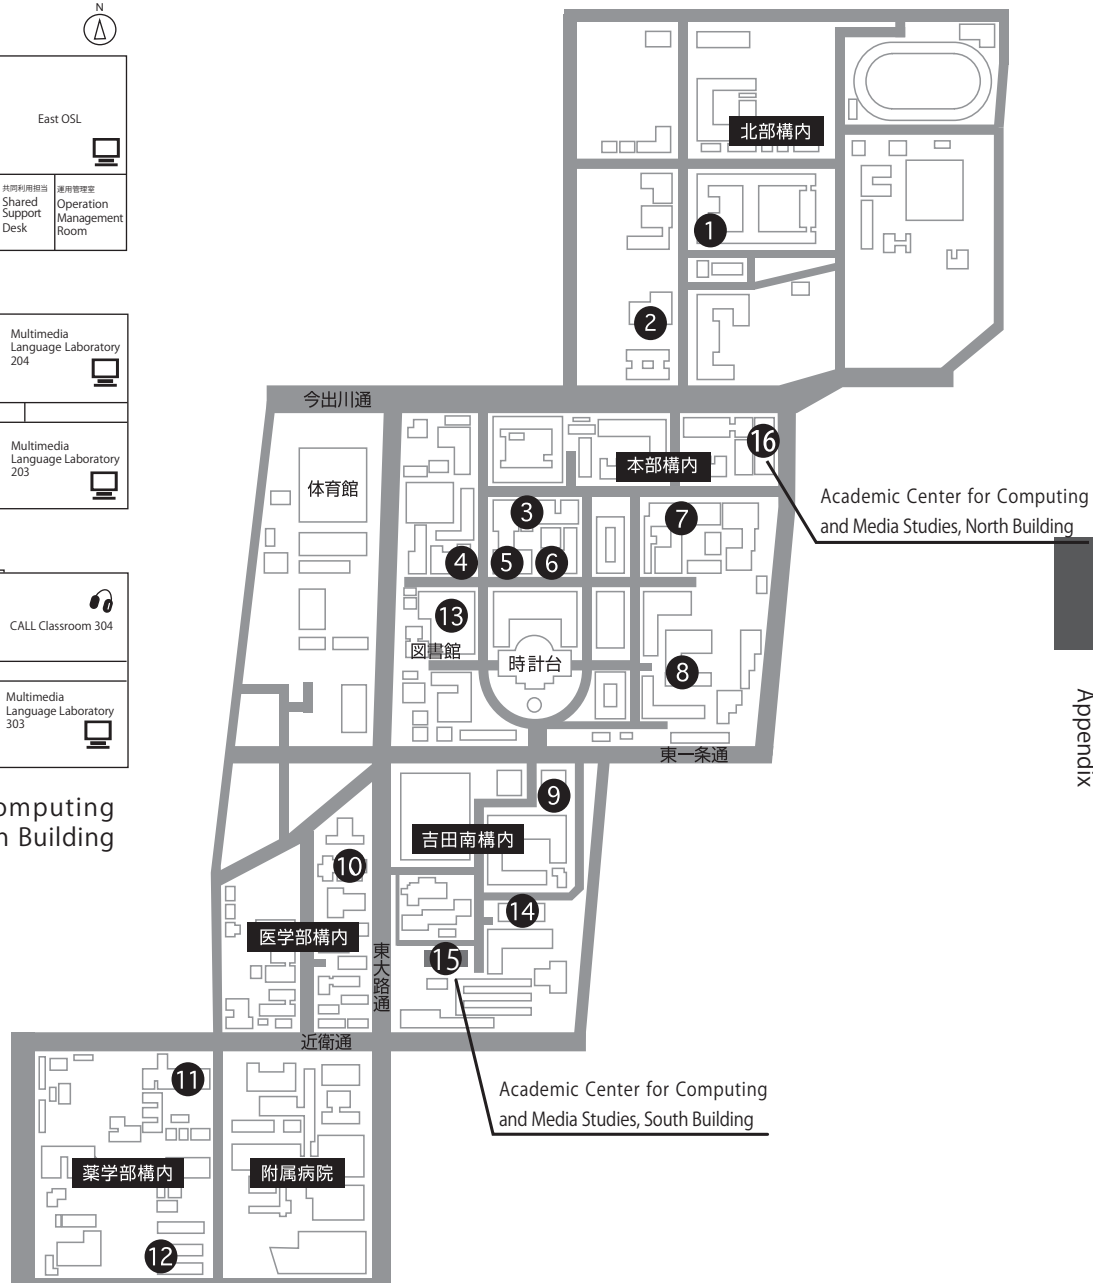 N
East OSL
共同利用担当
Shared
Support
Desk
運用管理室
Operation
Management
Room
Multimedia
Language Laboratory
204
Multimedia
Language Laboratory
203
CALL Classroom 304
Multimedia
Language Laboratory
303
omputing
Building
北部構内
1
2
今出川通
体育館
本部構内
16
Academic Center for Computing
and Media Studies, North Building
3
7
4
5
6
13
図書館
時計台
8
東一条通
Appendix
9
吉田南構内
10
14
医学部構内
東大路通
15
近衛通
Academic Center for Computing
and Media Studies, South Building
11
薬学部構内
附属病院
12